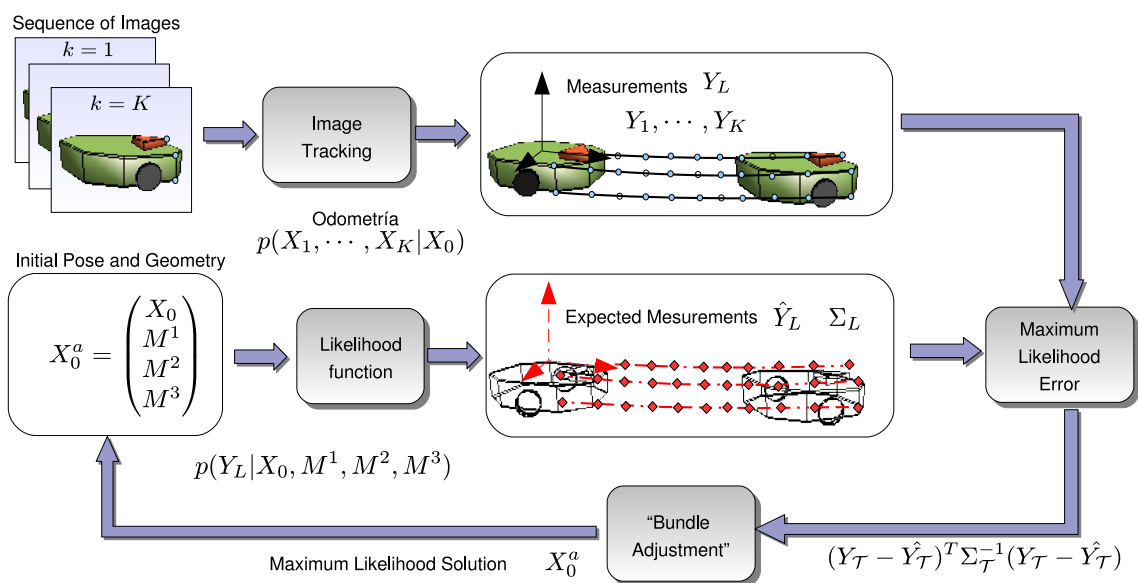 Sequence of Images
k = 1
k = K
Image
Tracking
Measurements Y_L
Y_1, ⋯ , Y_K
Odometría
p(X_1, ⋯ , X_K|X_0)
Initial Pose and Geometry
X_0^a = (X_0
M^1
M^2
M^3)
Likelihood
function
Expected Mesurements Ŷ_L Σ_L
Maximum
Likelihood
Error
p(Y_L|X_0, M^1, M^2, M^3)
"Bundle
Adjustment"
(Y_𝒯 − Ŷ_𝒯)^T Σ_𝒯^{-1}(Y_𝒯 − Ŷ_𝒯)
Maximum Likelihood Solution X_0^a